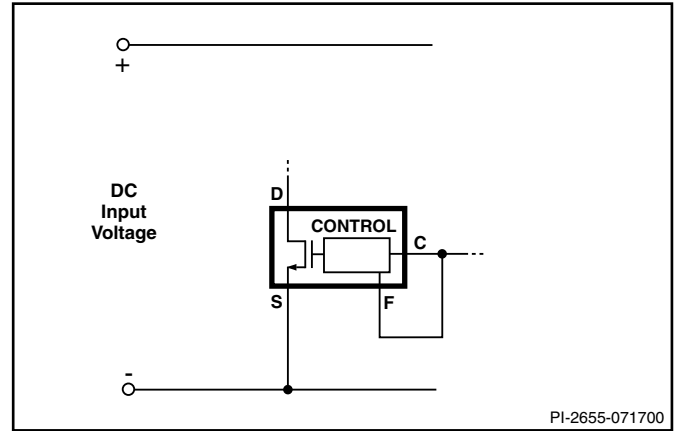 +
DC
Input
Voltage
D
CONTROL
C
S
F
-
PI-2655-071700